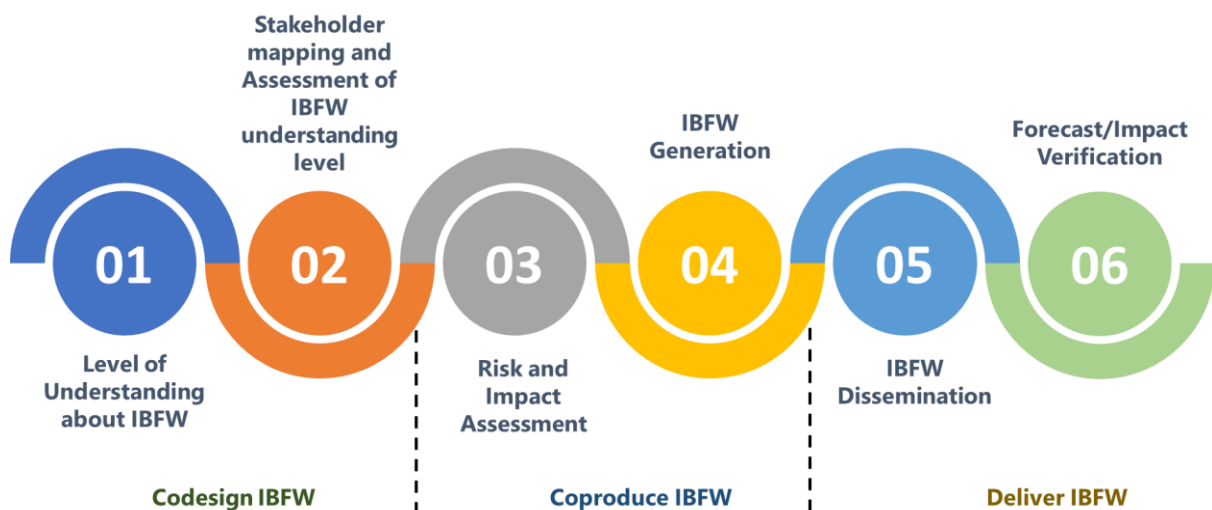 Stakeholder
mapping and
Assessment of
IBFW
understanding
level
IBFW
Generation
Forecast/Impact
Verification
01
02
03
04
05
06
Level of
Understanding
about IBFW
Risk and
Impact
Assessment
IBFW
Dissemination
Codesign IBFW
Coproduce IBFW
Deliver IBFW